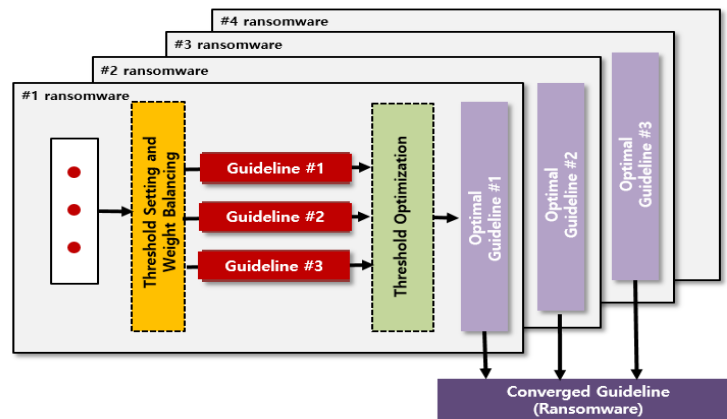 #4 ransomware
#3 ransomware
#2 ransomware
#1 ransomware
Threshold Setting and
Weight Balancing
Guideline #1
Guideline #2
Guideline #3
Threshold Optimization
Optimal
Guideline #1
Optimal
Guideline #2
Optimal
Guideline #3
Converged Guideline
(Ransomware)